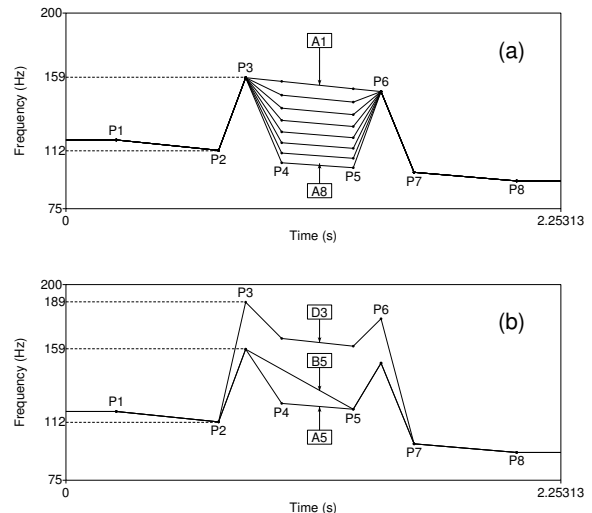 200
A1
(a)
P3
P6
159
Frequency (Hz)
P1
112
P2
P4
P5
P7
P8
A8
75
0
2.25313
Time (s)
200
P3
189
D3
P6
(b)
159
B5
Frequency (Hz)
P1
P4
P5
112
P2
A5
P7
P8
75
0
2.25313
Time (s)